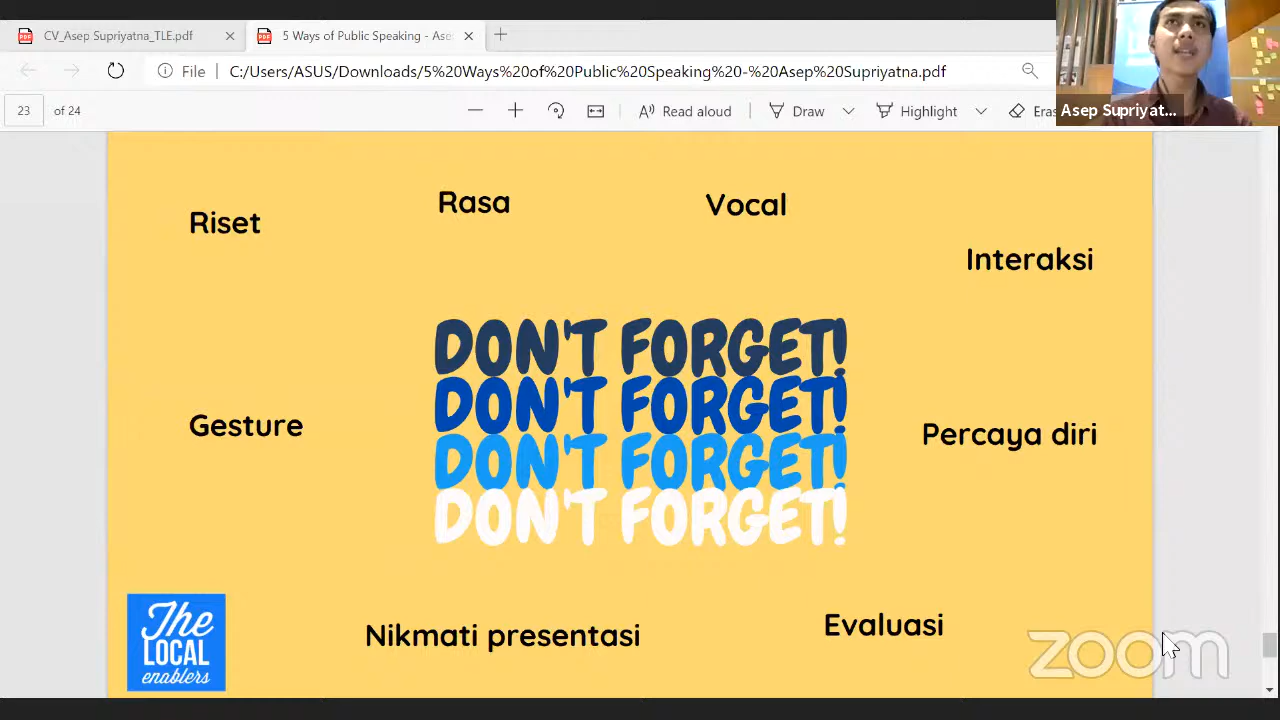 CV_Asep Supriyatna_TLE.pdf
5 Ways of Public Speaking - Ase
File
C:/Users/ASUS/Downloads/5%20Ways%20of%20Public%20Speaking%20-%20Asep%20Supriyatna.pdf
23 of 24
Read aloud
Draw
Highlight
Eras
Asep Supriyat...
Rasa
Vocal
Riset
Interaksi
DON'T FORGET!
DON'T FORGET!
DON'T FORGET!
DON'T FORGET!
Gesture
Percaya diri
The
LOCAL
enablers
Nikmati presentasi
Evaluasi
zoom